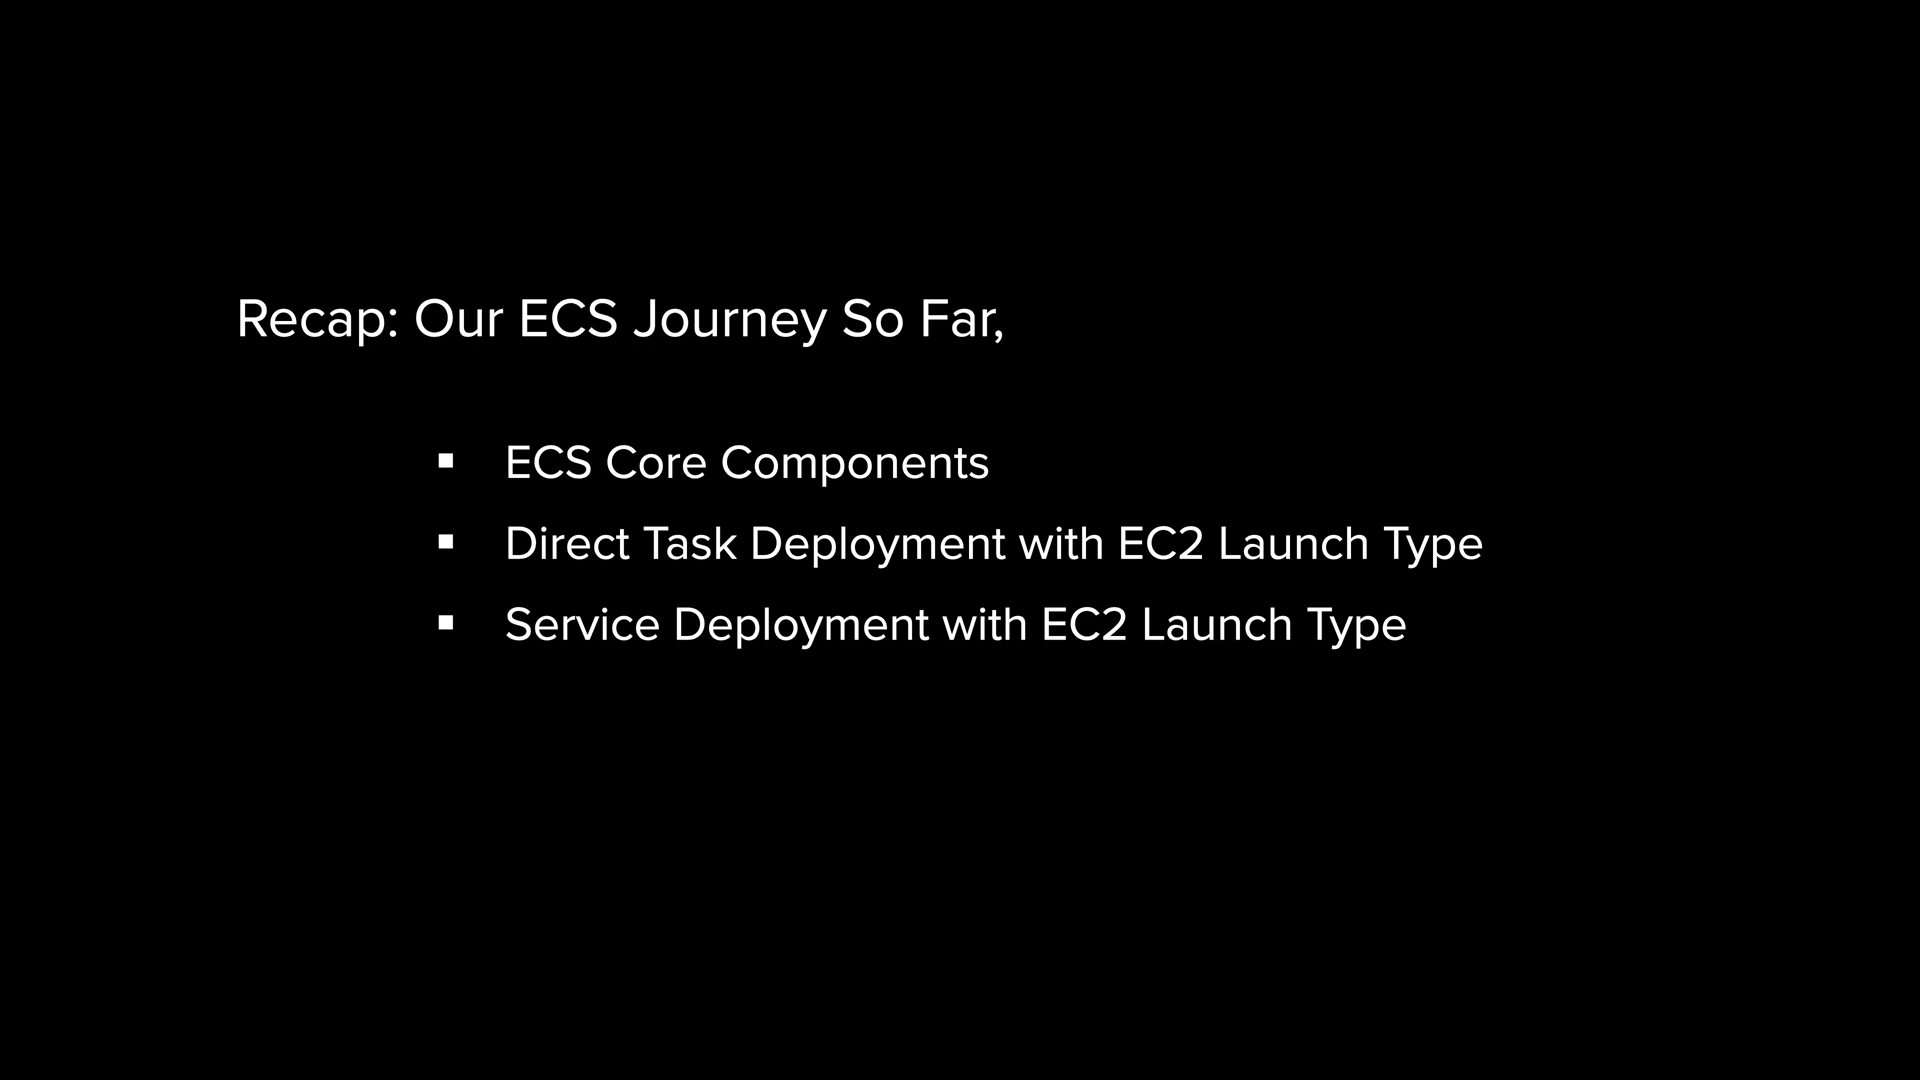 Recap: Our ECS Journey So Far,
▪ ECS Core Components
▪ Direct Task Deployment with EC2 Launch Type
▪ Service Deployment with EC2 Launch Type